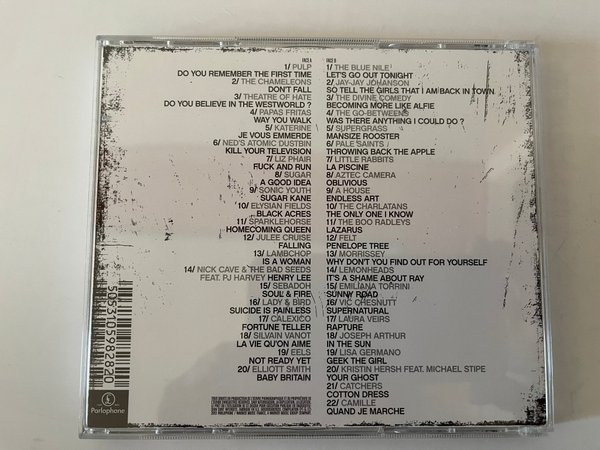 FACE A
1/ PULP
DO YOU REMEMBER THE FIRST TIME
2/ THE CHAMELEONS
DON'T FALL
3/ THEATRE OF HATE
DO YOU BELIEVE IN THE WESTWORLD ?
4/ PAPAS FRITAS
WAY YOU WALK
5/ KATERINE
JE VOUS EMMERDE
6/ NED'S ATOMIC DUSTBIN
KILL YOUR TELEVISION
7/ LIZ PHAIR
FUCK AND RUN
8/ SUGAR
A GOOD IDEA
9/ SONIC YOUTH
SUGAR KANE
10/ ELYSIAN FIELDS
BLACK ACRES
11/ SPARKLEHORSE
HOMECOMING QUEEN
12/ JULEE CRUISE
FALLING
13/ LAMBCHOP
IS A WOMAN
14/ NICK CAVE & THE BAD SEEDS
FEAT. PJ HARVEY HENRY LEE
15/ SEBADOH
SOUL & FIRE
16/ LADY & BIRD
SUICIDE IS PAINLESS
17/ CALEXICO
FORTUNE TELLER
18/ SILVAIN VANOT
LA VIE QU'ON AIME
19/ EELS
NOT READY YET
20/ ELLIOTT SMITH
BABY BRITAIN
FACE B
1/ THE BLUE NILE
LET'S GO OUT TONIGHT
2/ JAY-JAY JOHANSON
SO TELL THE GIRLS THAT I AM BACK IN TOWN
3/ THE DIVINE COMEDY
BECOMING MORE LIKE ALFIE
4/ THE GO-BETWEENS
WAS THERE ANYTHING I COULD DO ?
5/ SUPERGRASS
MANSIZE ROOSTER
6/ PALE SAINTS
THROWING BACK THE APPLE
7/ LITTLE RABBITS
LA PISCINE
8/ AZTEC CAMERA
OBLIVIOUS
9/ A HOUSE
ENDLESS ART
10/ THE CHARLATANS
THE ONLY ONE I KNOW
11/ THE BOO RADLEYS
LAZARUS
12/ FELT
PENELOPE TREE
13/ MORRISSEY
WHY DON'T YOU FIND OUT FOR YOURSELF
14/ LEMONHEADS
IT'S A SHAME ABOUT RAY
15/ EMILIANA TORRINI
SUNNY ROAD
16/ VIC CHESNUTT
SUPERNATURAL
17/ LAURA VEIRS
RAPTURE
18/ JOSEPH ARTHUR
IN THE SUN
19/ LISA GERMANO
GEEK THE GIRL
20/ KRISTIN HERSH FEAT. MICHAEL STIPE
YOUR GHOST
21/ CATCHERS
COTTON DRESS
22/ CAMILLE
QUAND JE MARCHE
5053105982820
Parlophone